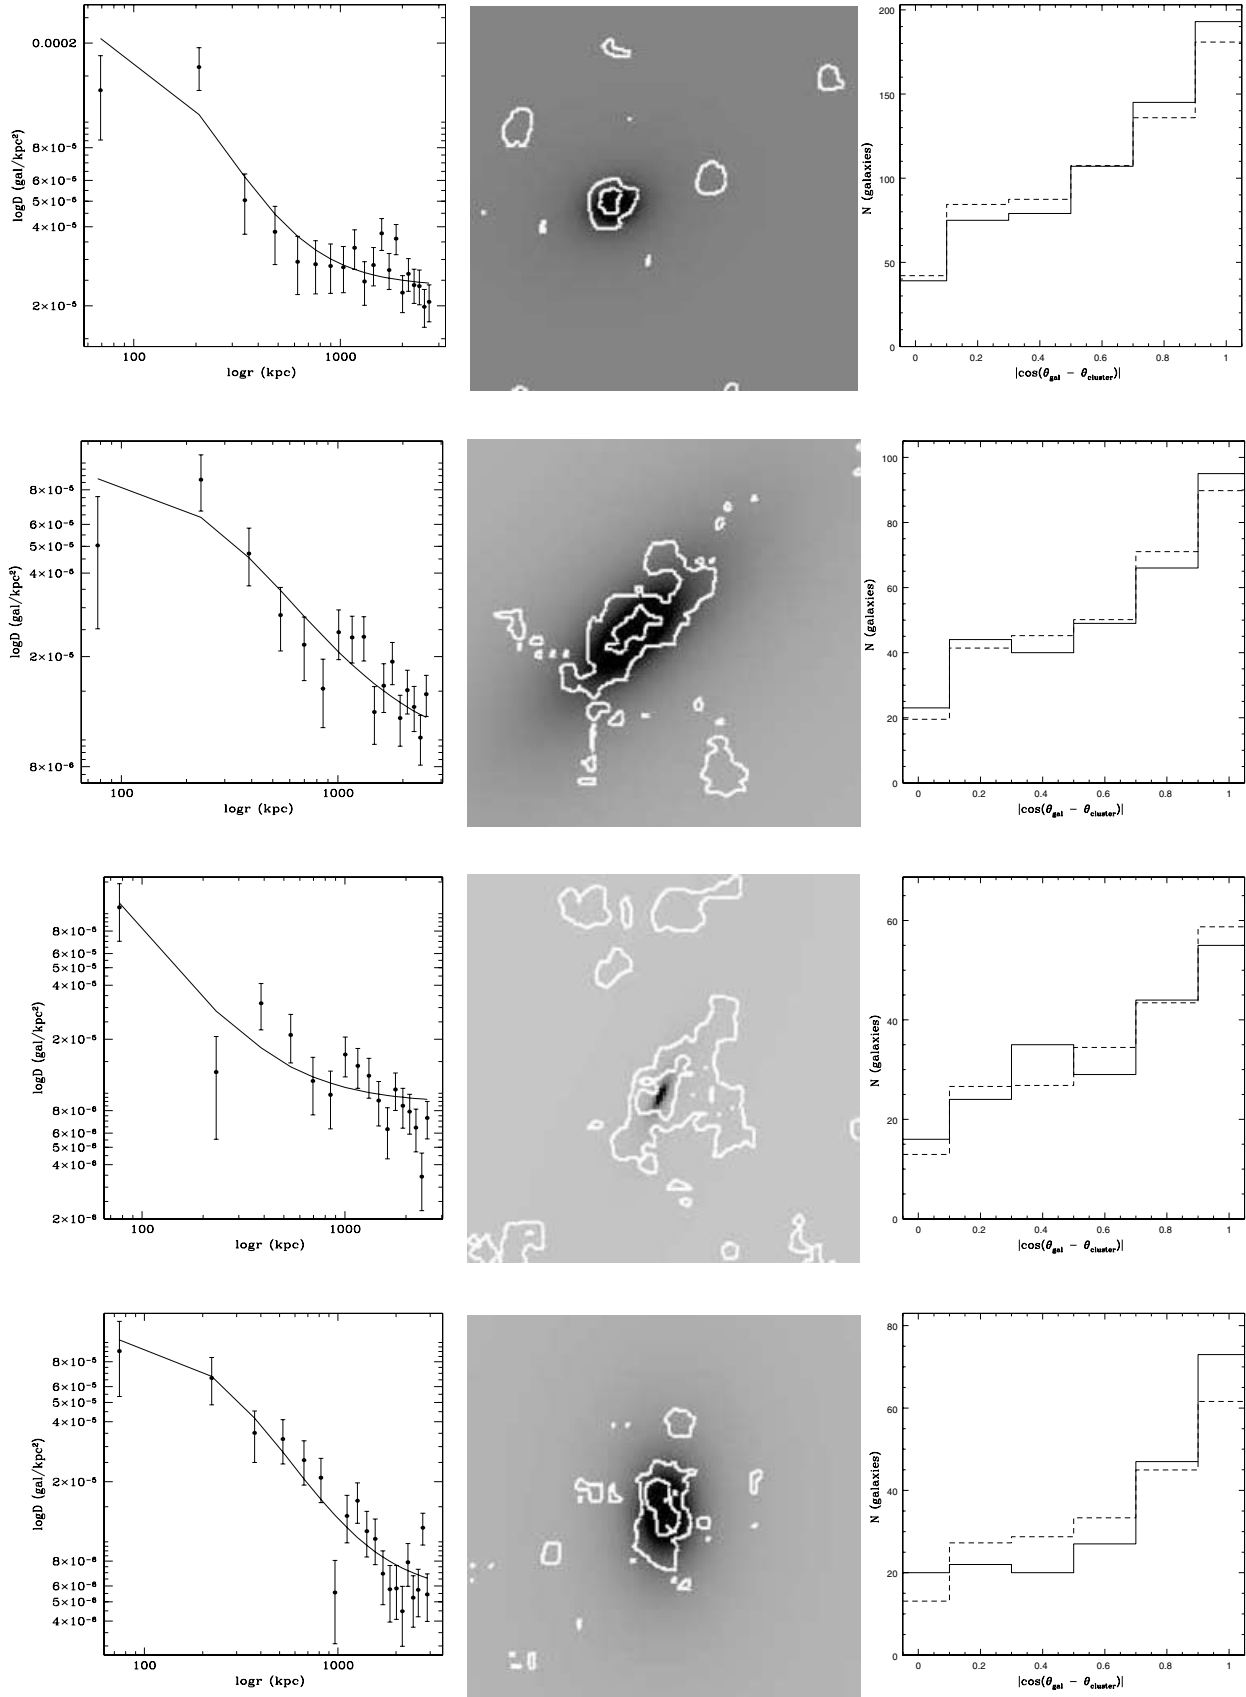 0.0002
8×10⁻⁵
6×10⁻⁵
5×10⁻⁵
4×10⁻⁵
2×10⁻⁵
logD (gal/kpc²)
100 1000
logr (kpc)
200
150
100
50
0
N (galaxies)
0 0.2 0.4 0.6 0.8 1
|cos(θgal − θcluster)|
8×10⁻⁵
6×10⁻⁵
5×10⁻⁵
4×10⁻⁵
2×10⁻⁵
8×10⁻⁶
logD (gal/kpc²)
100 1000
logr (kpc)
100
80
60
40
20
0
N (galaxies)
0 0.2 0.4 0.6 0.8 1
|cos(θgal − θcluster)|
8×10⁻⁵
6×10⁻⁵
5×10⁻⁵
4×10⁻⁵
2×10⁻⁵
8×10⁻⁶
6×10⁻⁶
5×10⁻⁶
4×10⁻⁶
2×10⁻⁶
logD (gal/kpc²)
100 1000
logr (kpc)
60
40
20
0
N (galaxies)
0 0.2 0.4 0.6 0.8 1
|cos(θgal − θcluster)|
8×10⁻⁵
6×10⁻⁵
5×10⁻⁵
4×10⁻⁵
2×10⁻⁵
8×10⁻⁶
6×10⁻⁶
5×10⁻⁶
4×10⁻⁶
logD (gal/kpc²)
100 1000
logr (kpc)
80
60
40
20
0
N (galaxies)
0 0.2 0.4 0.6 0.8 1
|cos(θgal − θcluster)|